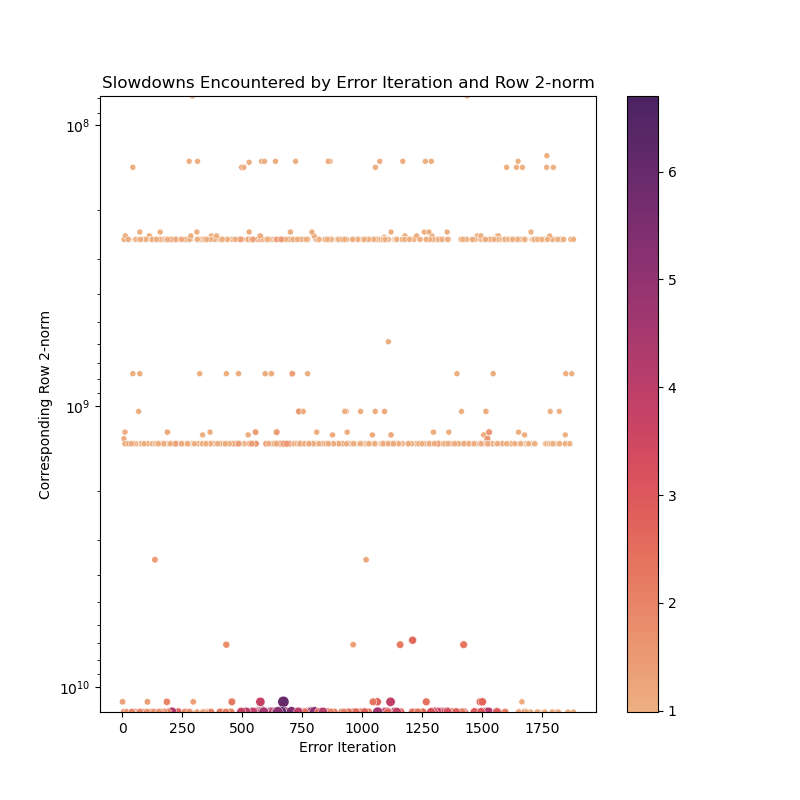 Slowdowns Encountered by Error Iteration and Row 2-norm
Corresponding Row 2-norm
10^8
10^9
10^10
0 250 500 750 1000 1250 1500 1750
Error Iteration
6
5
4
3
2
1